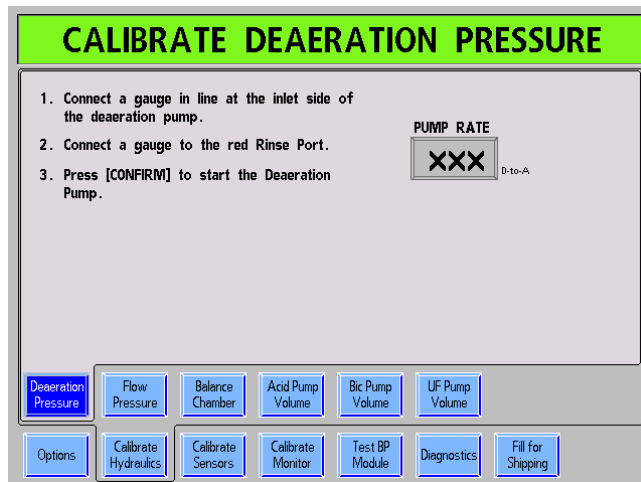 CALIBRATE DEAERATION PRESSURE
1. Connect a gauge in line at the inlet side of
the deaeration pump.
2. Connect a gauge to the red Rinse Port.
3. Press [CONFIRM] to start the Deaeration
Pump.
PUMP RATE
XXX
D-to-A
Deaeration
Pressure
Flow
Pressure
Balance
Chamber
Acid Pump
Volume
Bic Pump
Volume
UF Pump
Volume
Options
Calibrate
Hydraulics
Calibrate
Sensors
Calibrate
Monitor
Test BP
Module
Diagnostics
Fill for
Shipping